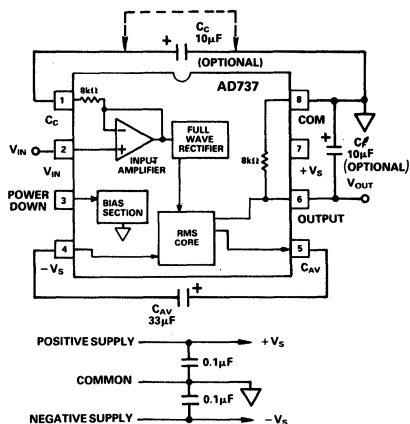 CC
10µF
+
(OPTIONAL)
AD737
8kΩ
1
CC
8
COM
VIN
2
VIN
−
+
INPUT
AMPLIFIER
FULL
WAVE
RECTIFIER
8kΩ
7
+VS
+
10µF
(OPTIONAL)
VOUT
POWER
DOWN
3
BIAS
SECTION
6
OUTPUT
RMS
CORE
4
−VS
5
CAV
CAV
33µF
+
POSITIVE SUPPLY
+VS
0.1µF
COMMON
0.1µF
NEGATIVE SUPPLY
−VS